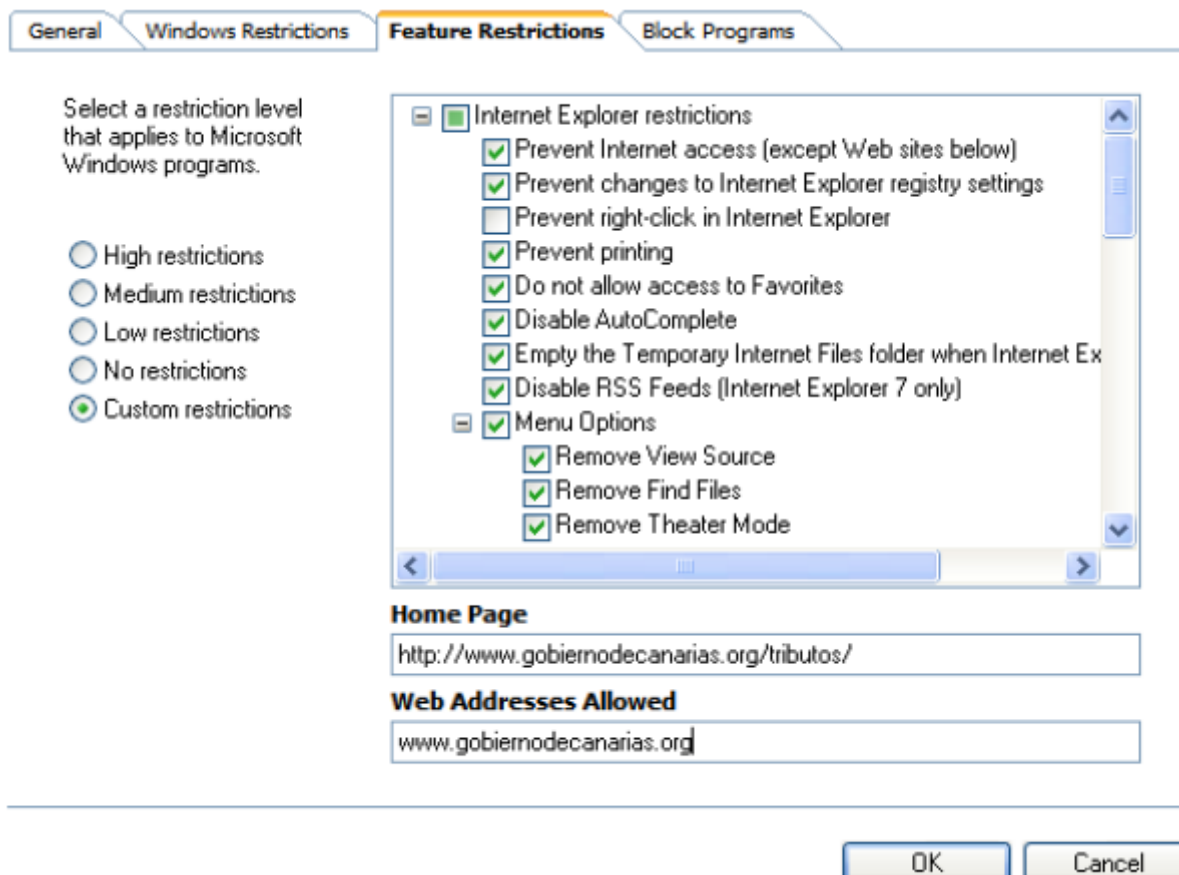 General
Windows Restrictions
Feature Restrictions
Block Programs
Select a restriction level
that applies to Microsoft
Windows programs.
High restrictions
Medium restrictions
Low restrictions
No restrictions
Custom restrictions
Internet Explorer restrictions
Prevent Internet access (except Web sites below)
Prevent changes to Internet Explorer registry settings
Prevent right-click in Internet Explorer
Prevent printing
Do not allow access to Favorites
Disable AutoComplete
Empty the Temporary Internet Files folder when Internet Ex
Disable RSS Feeds (Internet Explorer 7 only)
Menu Options
Remove View Source
Remove Find Files
Remove Theater Mode
Home Page
http://www.gobiernodecanarias.org/tributos/
Web Addresses Allowed
www.gobiernodecanarias.org
OK
Cancel